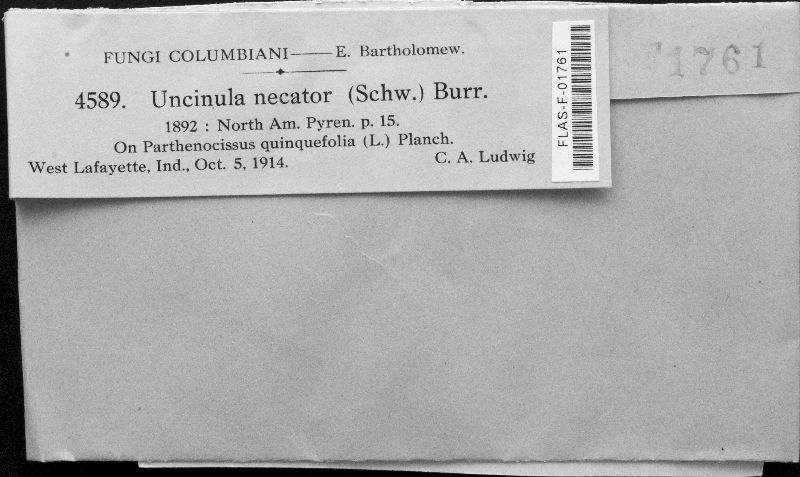 FUNGI COLUMBIANI——E. Bartholomew.
4589. Uncinula necator (Schw.) Burr.
1892 : North Am. Pyren. p. 15.
On Parthenocissus quinquefolia (L.) Planch.
West Lafayette, Ind., Oct. 5, 1914. C. A. Ludwig
FLAS-F-01761
F1761